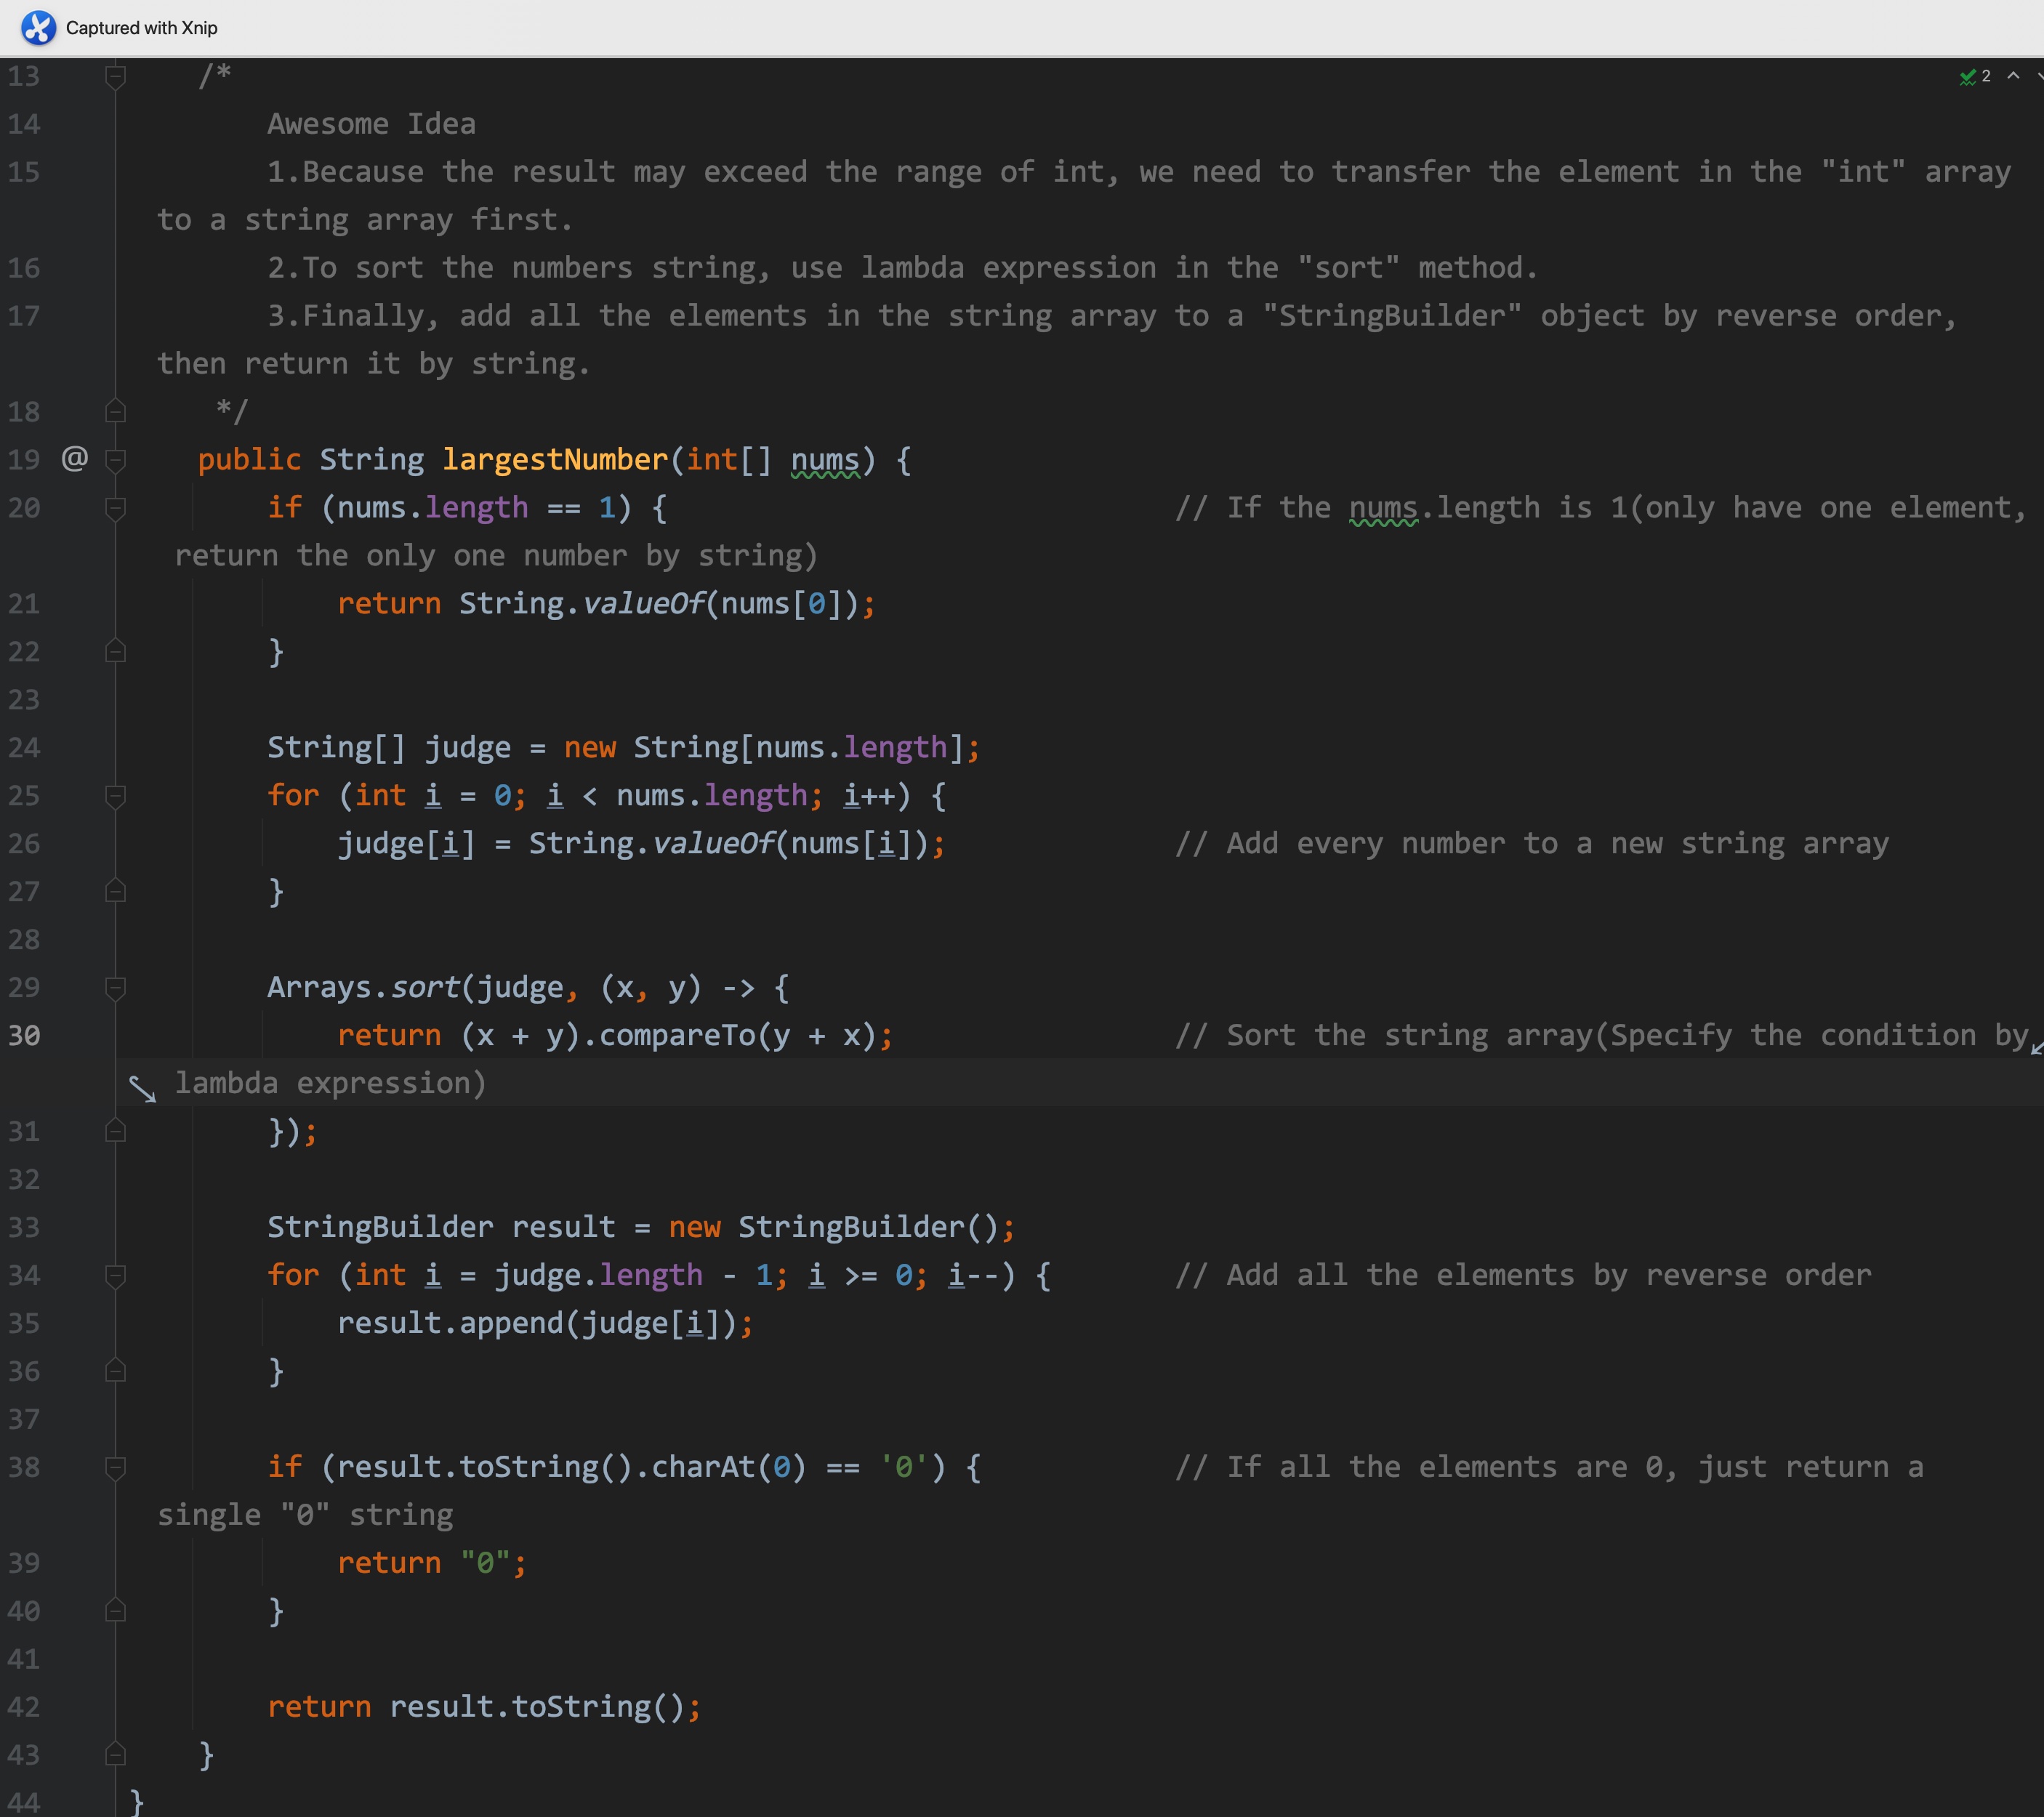 Captured with Xnip
13 /* 2
14 Awesome Idea
15 1.Because the result may exceed the range of int, we need to transfer the element in the "int" array
to a string array first.
16 2.To sort the numbers string, use lambda expression in the "sort" method.
17 3.Finally, add all the elements in the string array to a "StringBuilder" object by reverse order,
then return it by string.
18 */
19 @ public String largestNumber(int[] nums) {
20 if (nums.length == 1) { // If the nums.length is 1(only have one element,
return the only one number by string)
21 return String.valueOf(nums[0]);
22 }
23
24 String[] judge = new String[nums.length];
25 for (int i = 0; i < nums.length; i++) {
26 judge[i] = String.valueOf(nums[i]); // Add every number to a new string array
27 }
28
29 Arrays.sort(judge, (x, y) -> {
30 return (x + y).compareTo(y + x); // Sort the string array(Specify the condition by
lambda expression)
31 });
32
33 StringBuilder result = new StringBuilder();
34 for (int i = judge.length - 1; i >= 0; i--) { // Add all the elements by reverse order
35 result.append(judge[i]);
36 }
37
38 if (result.toString().charAt(0) == '0') { // If all the elements are 0, just return a
single "0" string
39 return "0";
40 }
41
42 return result.toString();
43 }
44 }